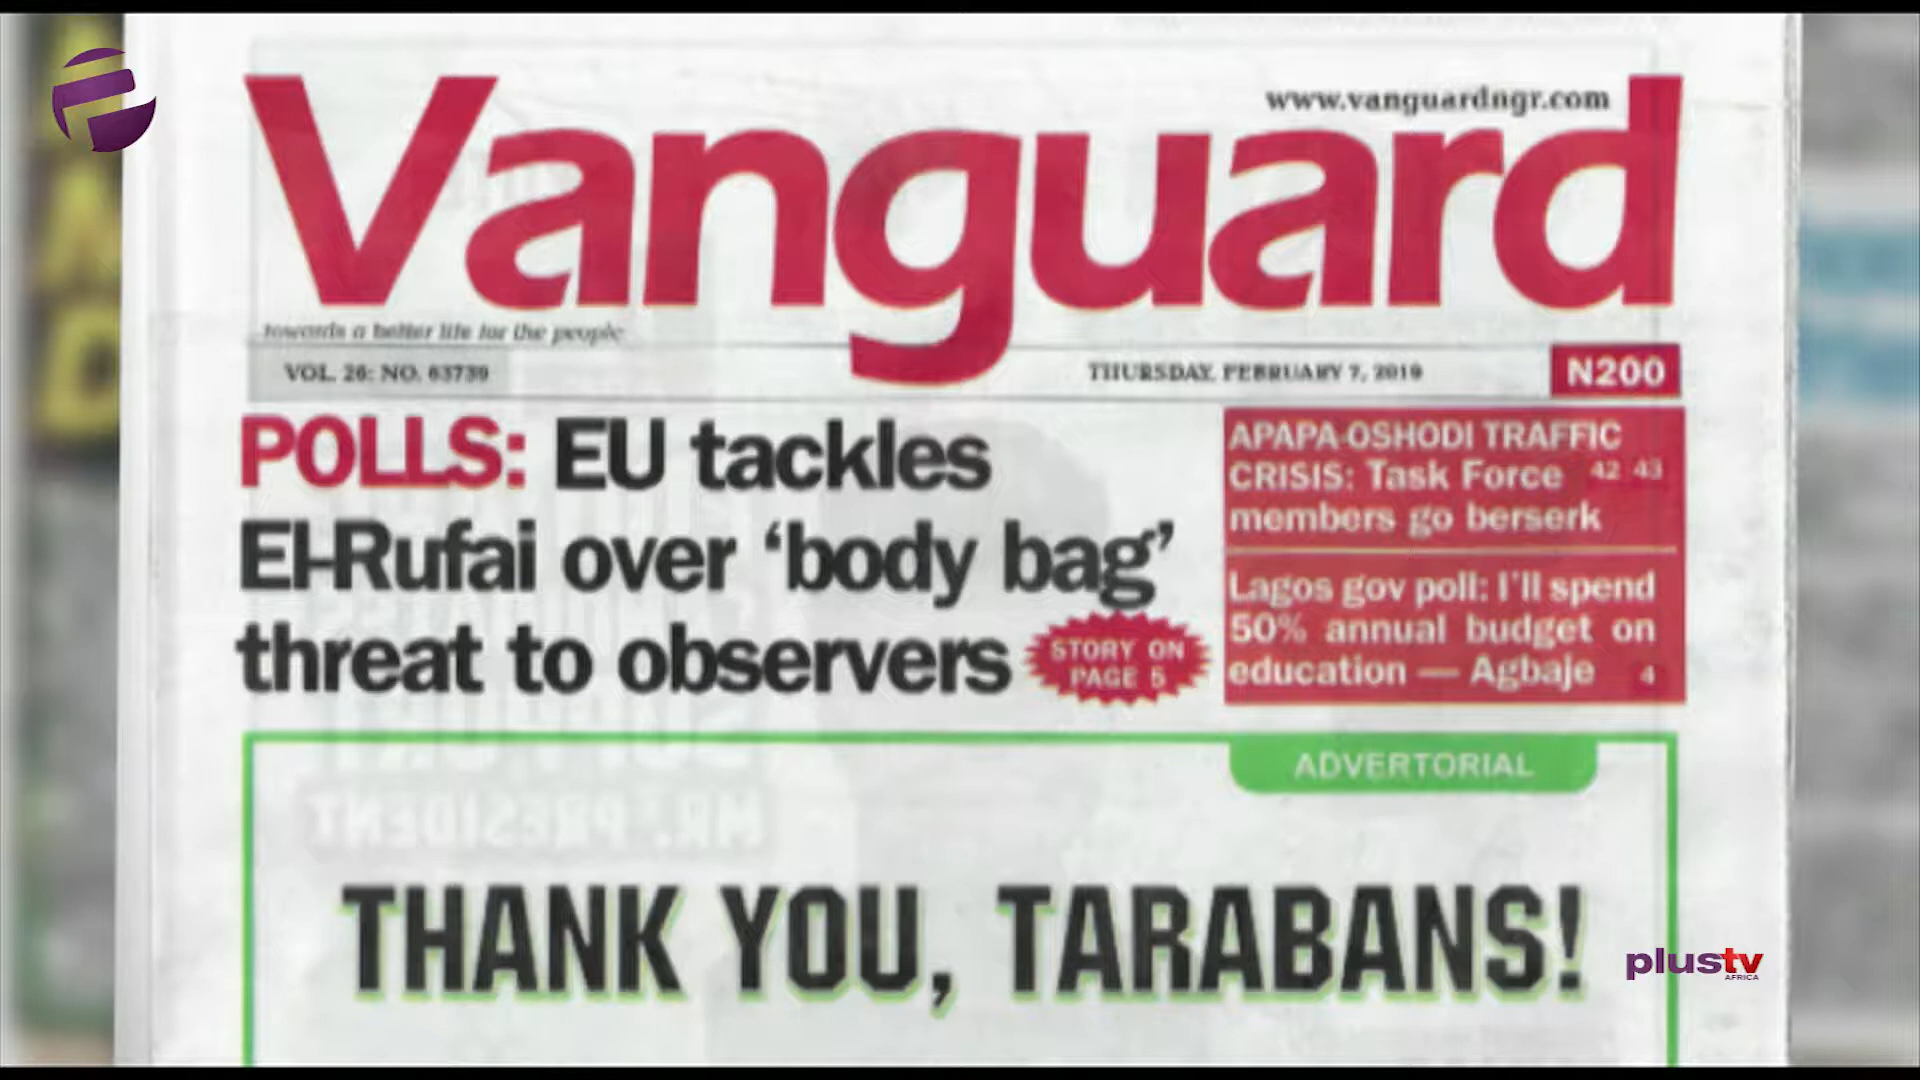 www.vanguardngr.com
Vanguard
towards a better life for the people
VOL. 26: NO. 63739
THURSDAY, FEBRUARY 7, 2019
N200
POLLS: EU tackles
El-Rufai over ‘body bag’
threat to observers
STORY ON
PAGE 5
APAPA-OSHODI TRAFFIC
CRISIS: Task Force 42 43
members go berserk
Lagos gov poll: I'll spend
50% annual budget on
education — Agbaje 4
ADVERTORIAL
MR. PRESIDENT
THANK YOU, TARABANS!
plustv
AFRICA